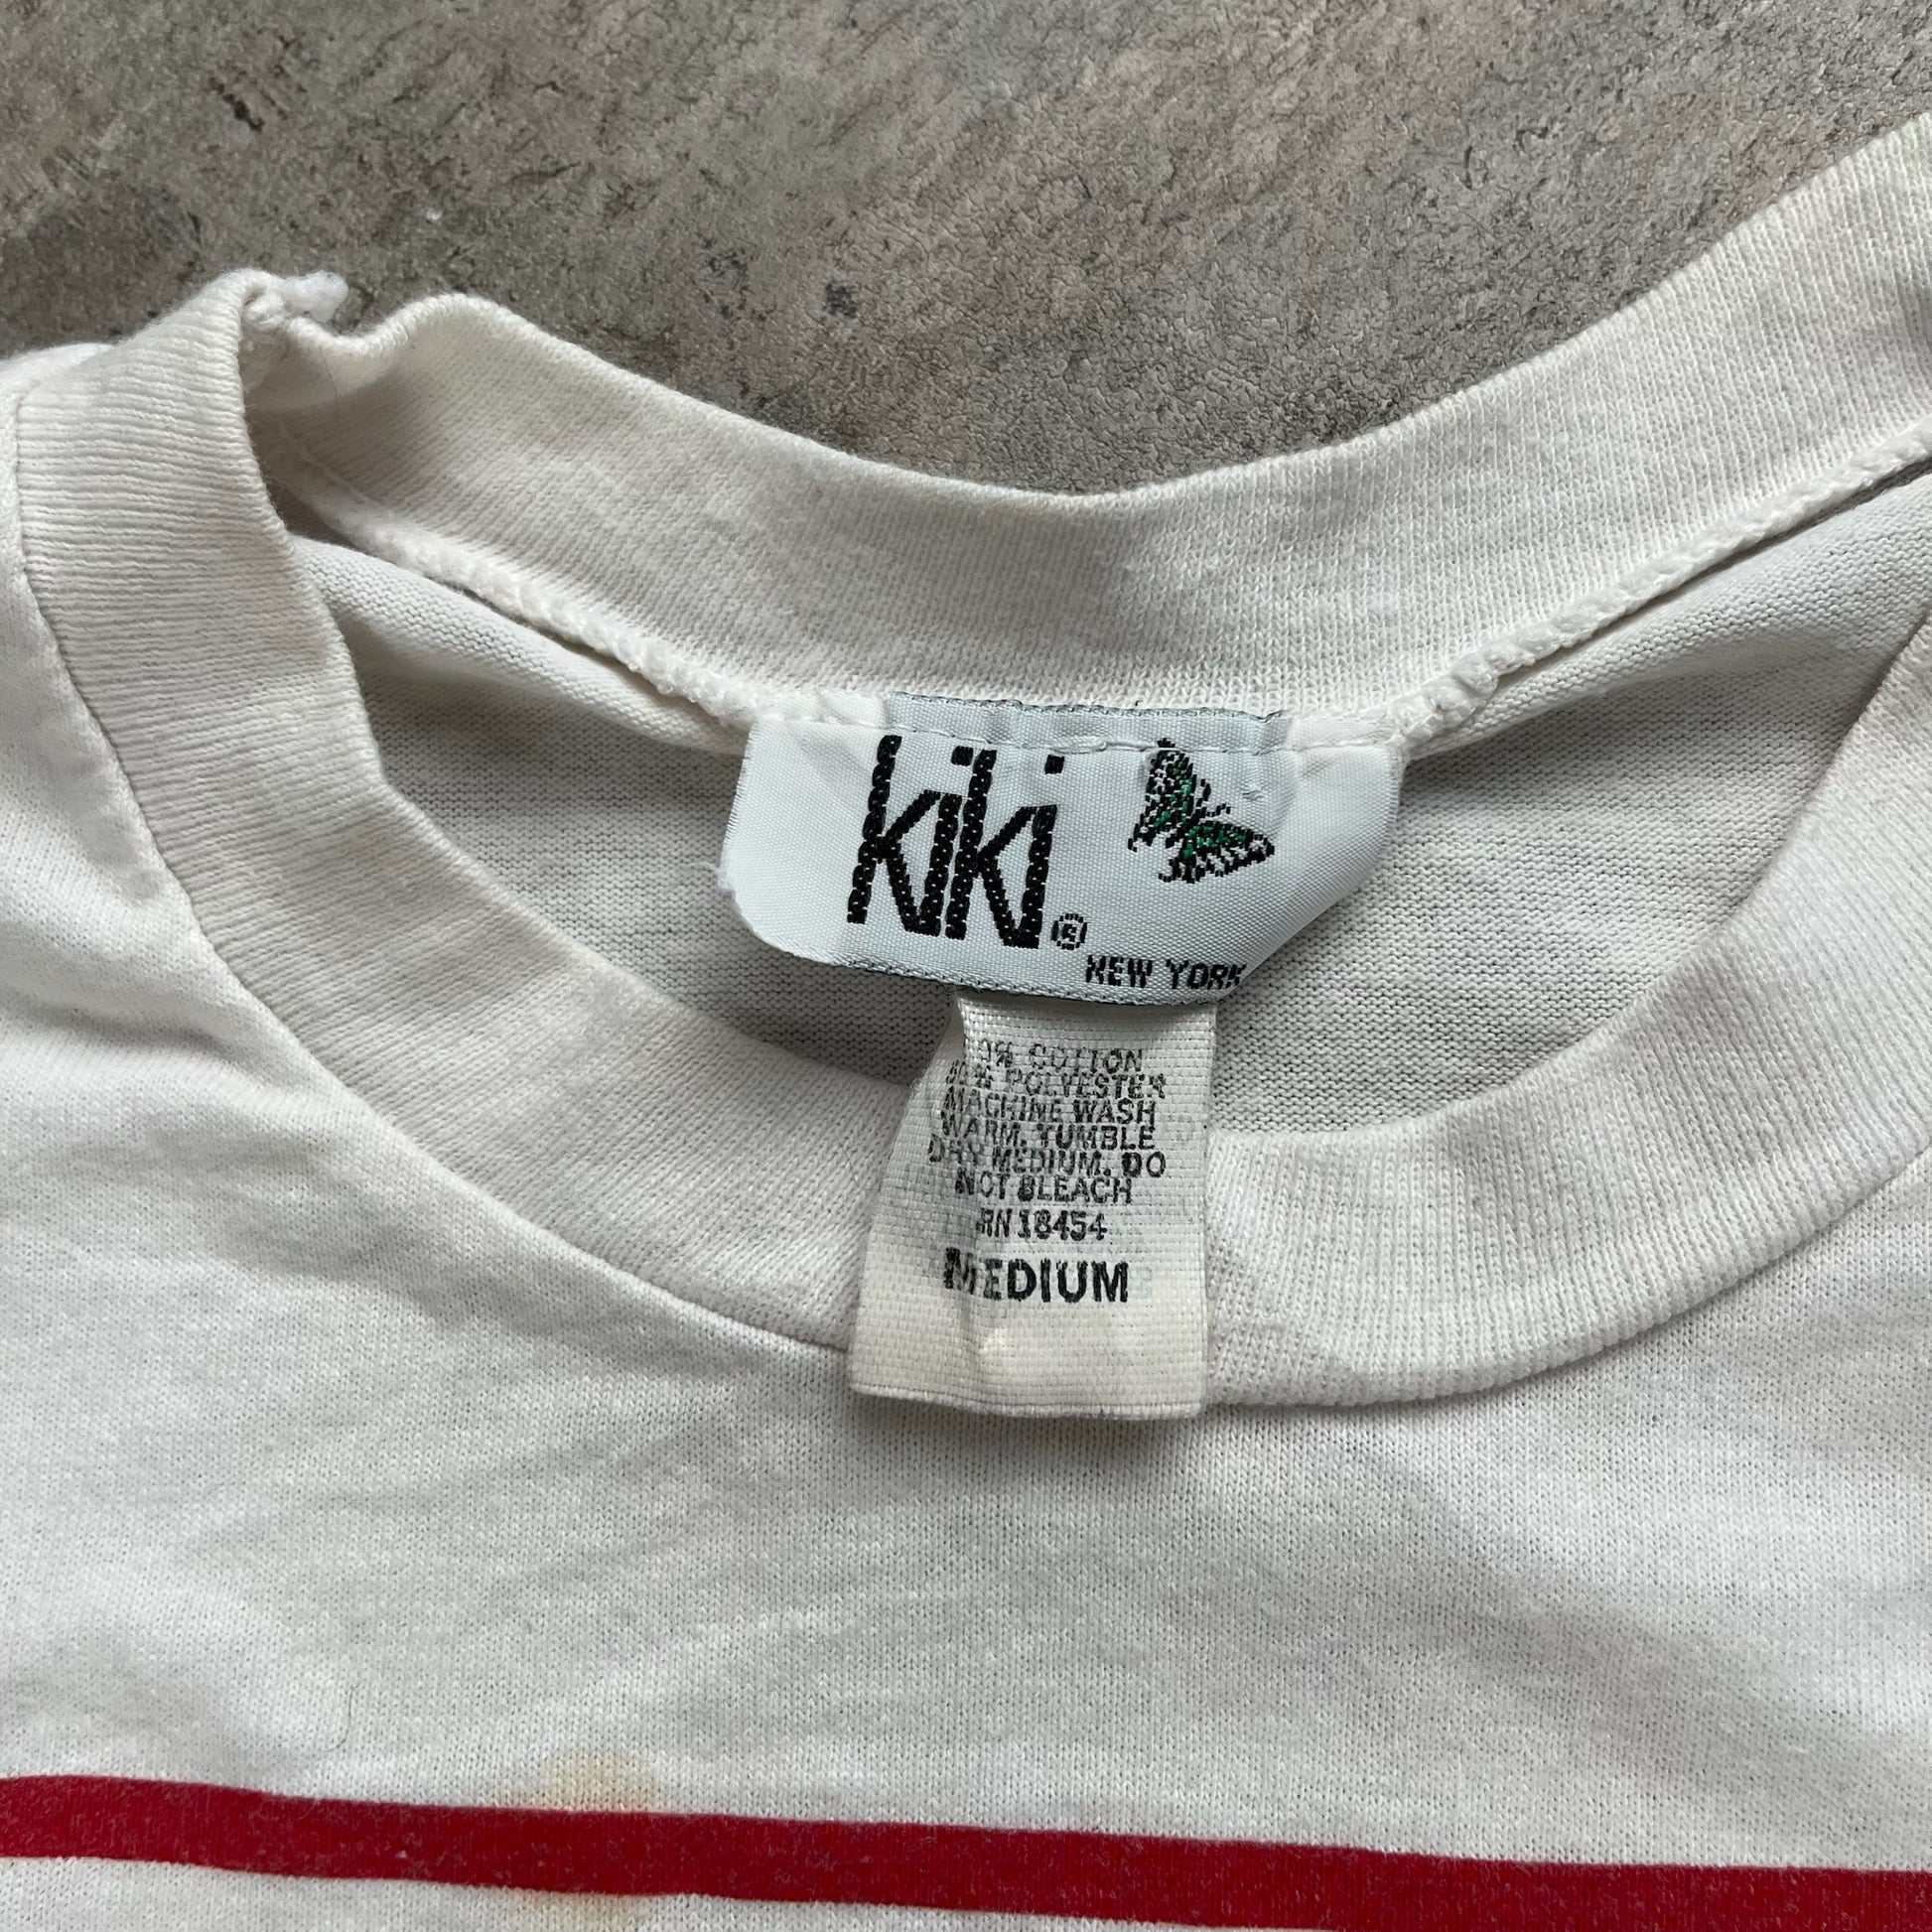 kiki®
NEW YORK
% COTTON
% POLYESTER
MACHINE WASH
WARM. TUMBLE
DRY MEDIUM. DO
NOT BLEACH
RN 18454
MEDIUM